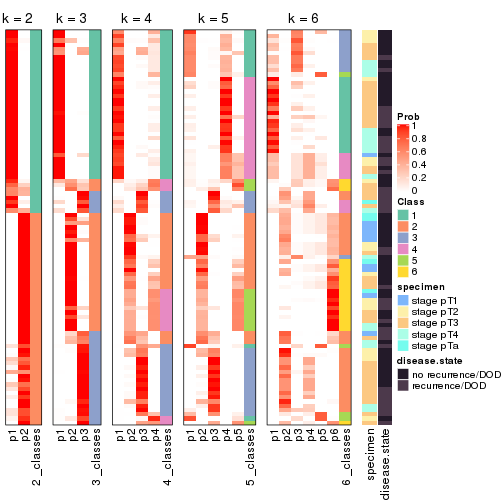 k = 2
k = 3
k = 4
k = 5
k = 6
p1
p2
2_classes
p1
p2
p3
3_classes
p1
p2
p3
p4
4_classes
p1
p2
p3
p4
p5
5_classes
p1
p2
p3
p4
p5
p6
6_classes
specimen
disease.state
Prob
1
0.8
0.6
0.4
0.2
0
Class
1
2
3
4
5
6
specimen
stage pT1
stage pT2
stage pT3
stage pT4
stage pTa
disease.state
no recurrence/DOD
recurrence/DOD